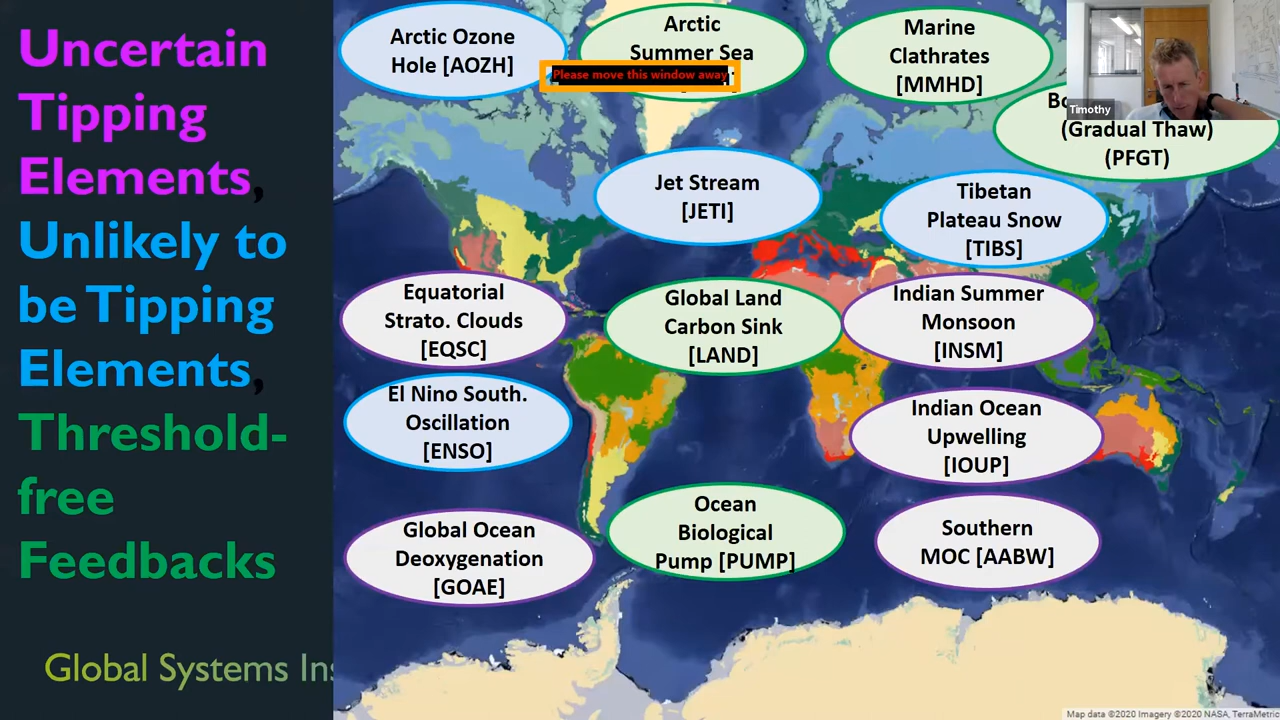 Uncertain
Tipping
Elements,
Unlikely to
be Tipping
Elements,
Threshold-
free
Feedbacks
Global Systems
Arctic Ozone
Hole [AOZH]
Arctic
Summer Sea
Please move this window away
Marine
Clathrates
[MMHD]
Timothy
(Gradual Thaw)
(PFGT)
Jet Stream
[JETI]
Tibetan
Plateau Snow
[TIBS]
Equatorial
Strato. Clouds
[EQSC]
Global Land
Carbon Sink
[LAND]
Indian Summer
Monsoon
[INSM]
El Nino South.
Oscillation
[ENSO]
Indian Ocean
Upwelling
[IOUP]
Global Ocean
Deoxygenation
[GOAE]
Ocean
Biological
Pump [PUMP]
Southern
MOC [AABW]
Map data ©2020 Imagery ©2020 NASA, TerraMetric